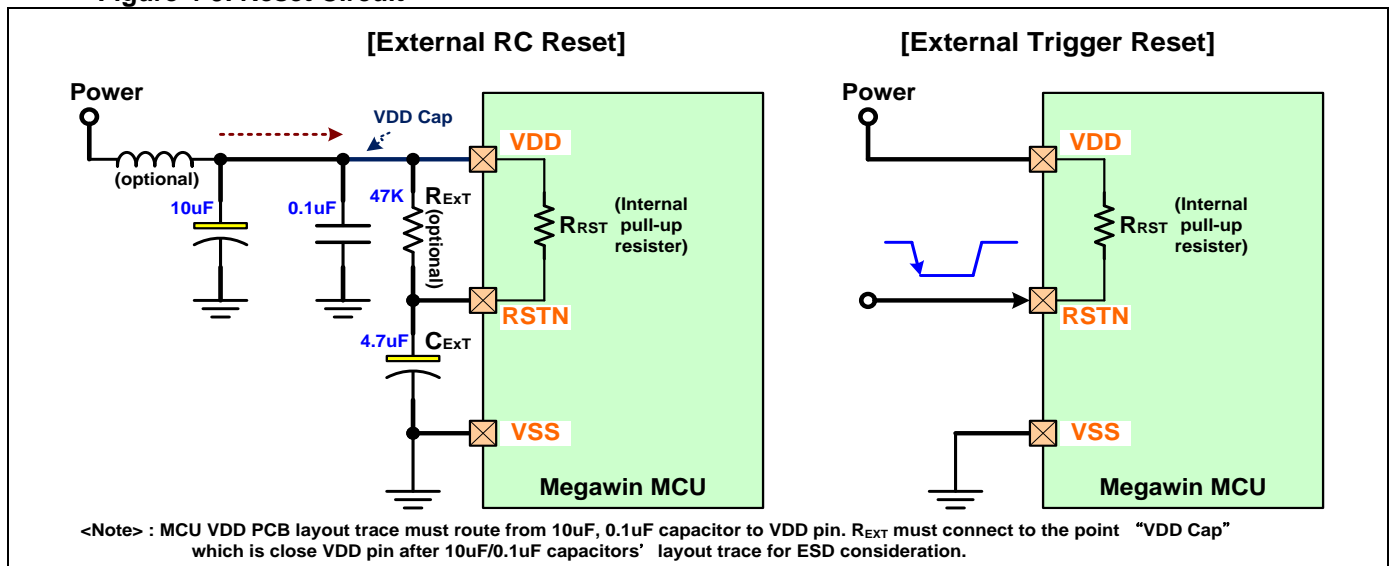 [External RC Reset]
[External Trigger Reset]
Power
VDD Cap
VDD
(optional)
10uF
0.1uF
47K
RExT
(optional)
RRST
(Internal
pull-up
resister)
RSTN
4.7uF
CExT
VSS
Megawin MCU
Power
VDD
RRST
(Internal
pull-up
resister)
RSTN
VSS
Megawin MCU
<Note> : MCU VDD PCB layout trace must route from 10uF, 0.1uF capacitor to VDD pin. REXT must connect to the point “VDD Cap”
which is close VDD pin after 10uF/0.1uF capacitors’ layout trace for ESD consideration.